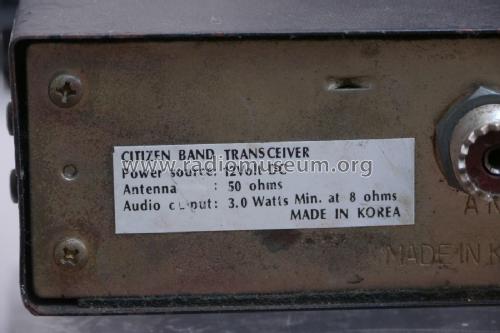 CITIZEN BAND TRANSCEIVER
www.radiomuseum.org
Power source: 12Volt DC
Antenna : 50 ohms
Audio output: 3.0 Watts Min. at 8 ohms
MADE IN KOREA
MADE IN